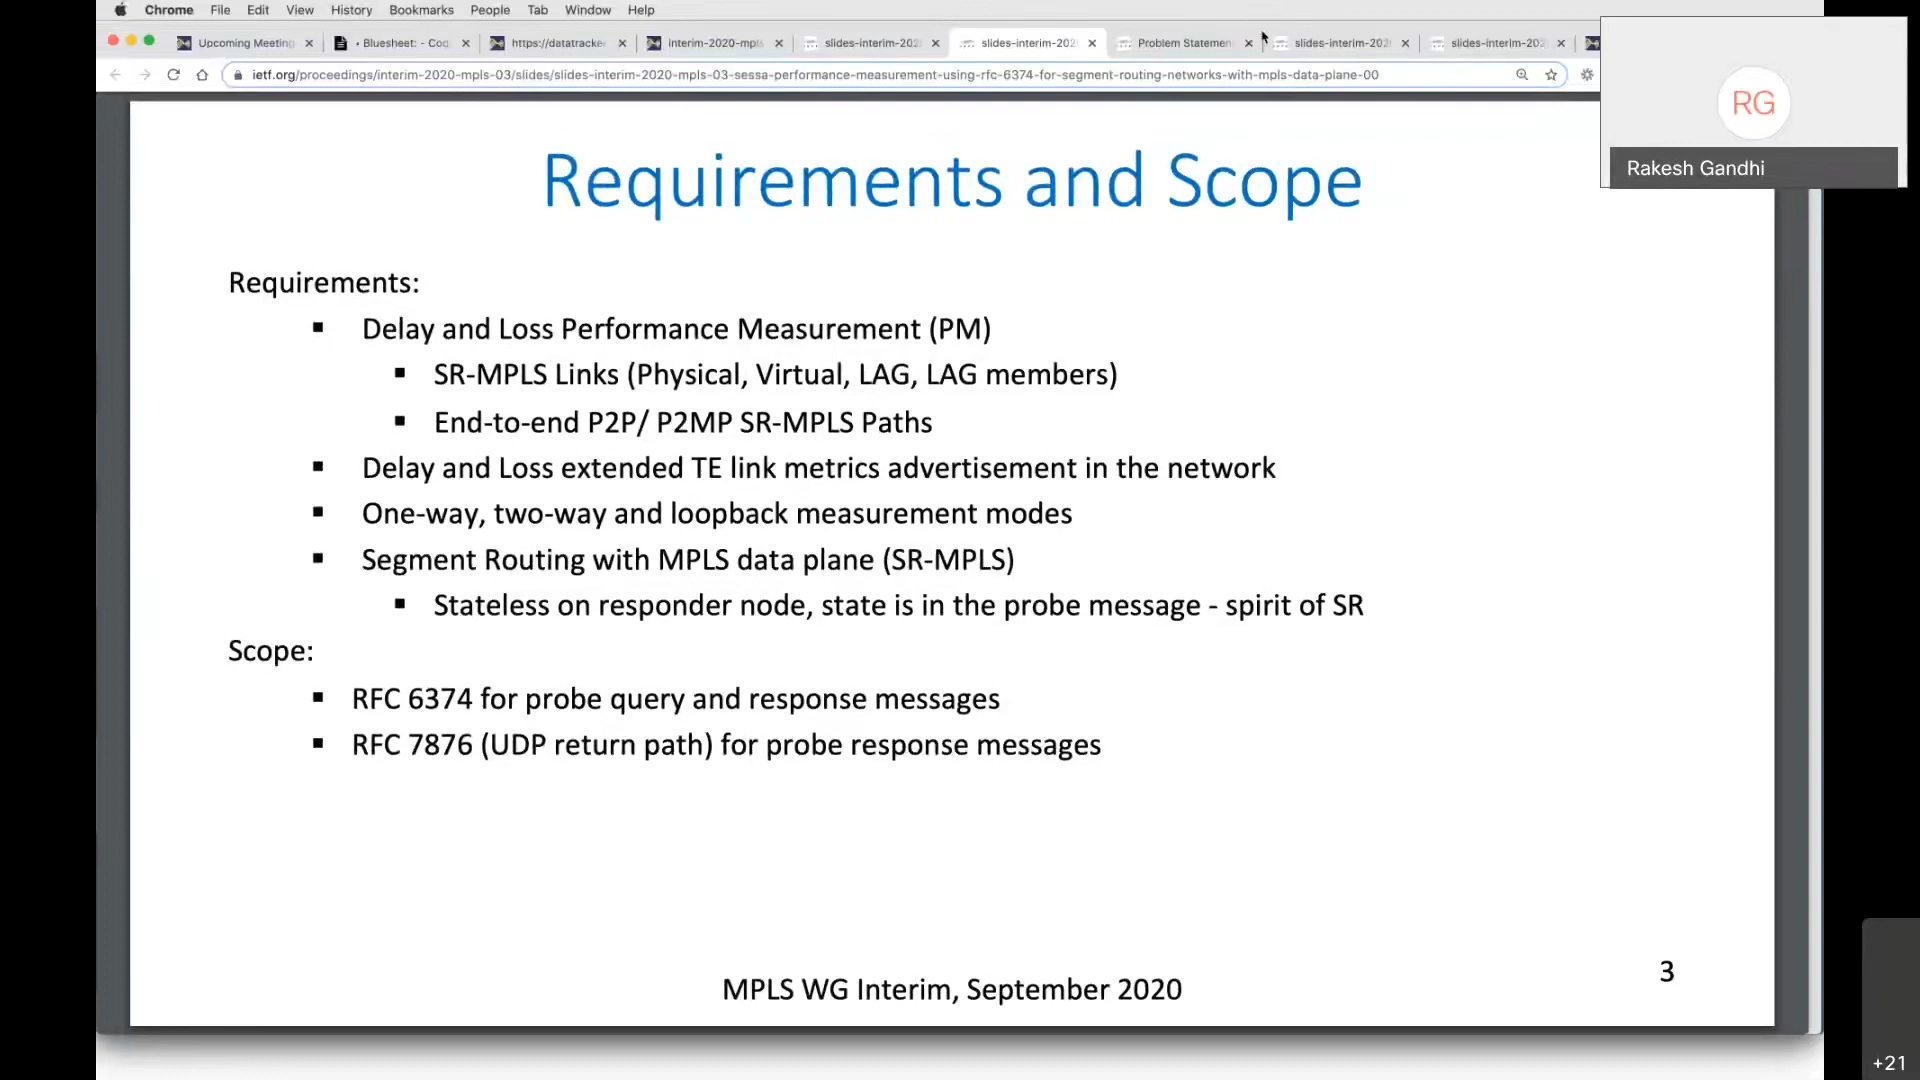 Chrome File Edit View History Bookmarks People Tab Window Help
Upcoming Meeting • Bluesheet: - Cod https://datatracke interim-2020-mpls slides-interim-202 slides-interim-202 Problem Statemen slides-interim-202 slides-interim-202
ietf.org/proceedings/interim-2020-mpls-03/slides/slides-interim-2020-mpls-03-sessa-performance-measurement-using-rfc-6374-for-segment-routing-networks-with-mpls-data-plane-00
RG
Rakesh Gandhi
Requirements and Scope
Requirements:
▪ Delay and Loss Performance Measurement (PM)
▪ SR-MPLS Links (Physical, Virtual, LAG, LAG members)
▪ End-to-end P2P/ P2MP SR-MPLS Paths
▪ Delay and Loss extended TE link metrics advertisement in the network
▪ One-way, two-way and loopback measurement modes
▪ Segment Routing with MPLS data plane (SR-MPLS)
▪ Stateless on responder node, state is in the probe message - spirit of SR
Scope:
▪ RFC 6374 for probe query and response messages
▪ RFC 7876 (UDP return path) for probe response messages
3
MPLS WG Interim, September 2020
+21